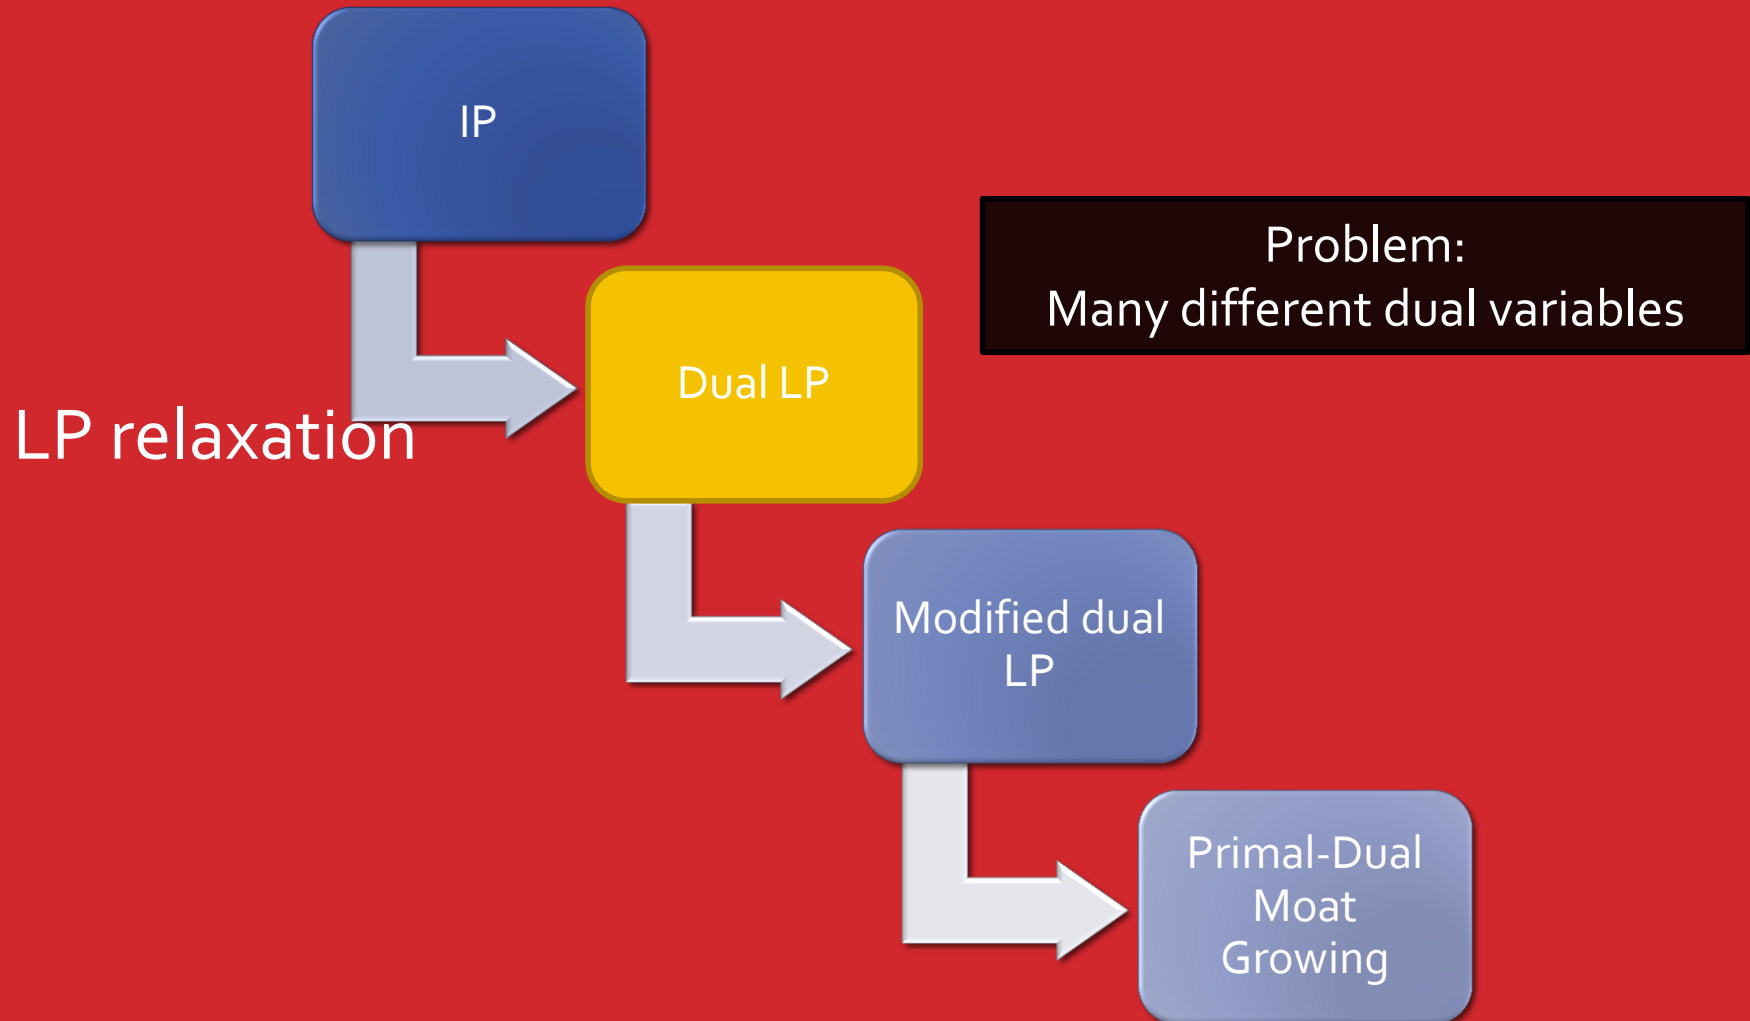 IP
Problem:
Many different dual variables
Dual LP
LP relaxation
Modified dual
LP
Primal-Dual
Moat
Growing